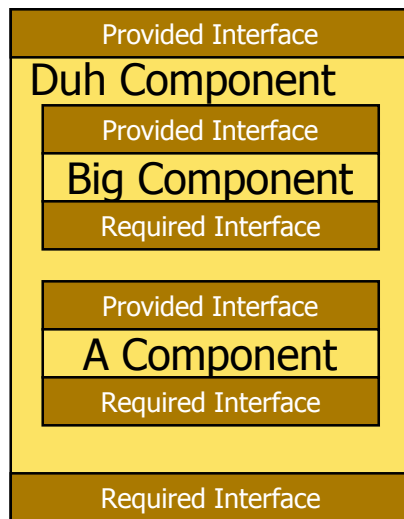 Provided Interface
Duh Component
Provided Interface
Big Component
Required Interface
Provided Interface
A Component
Required Interface
Required Interface